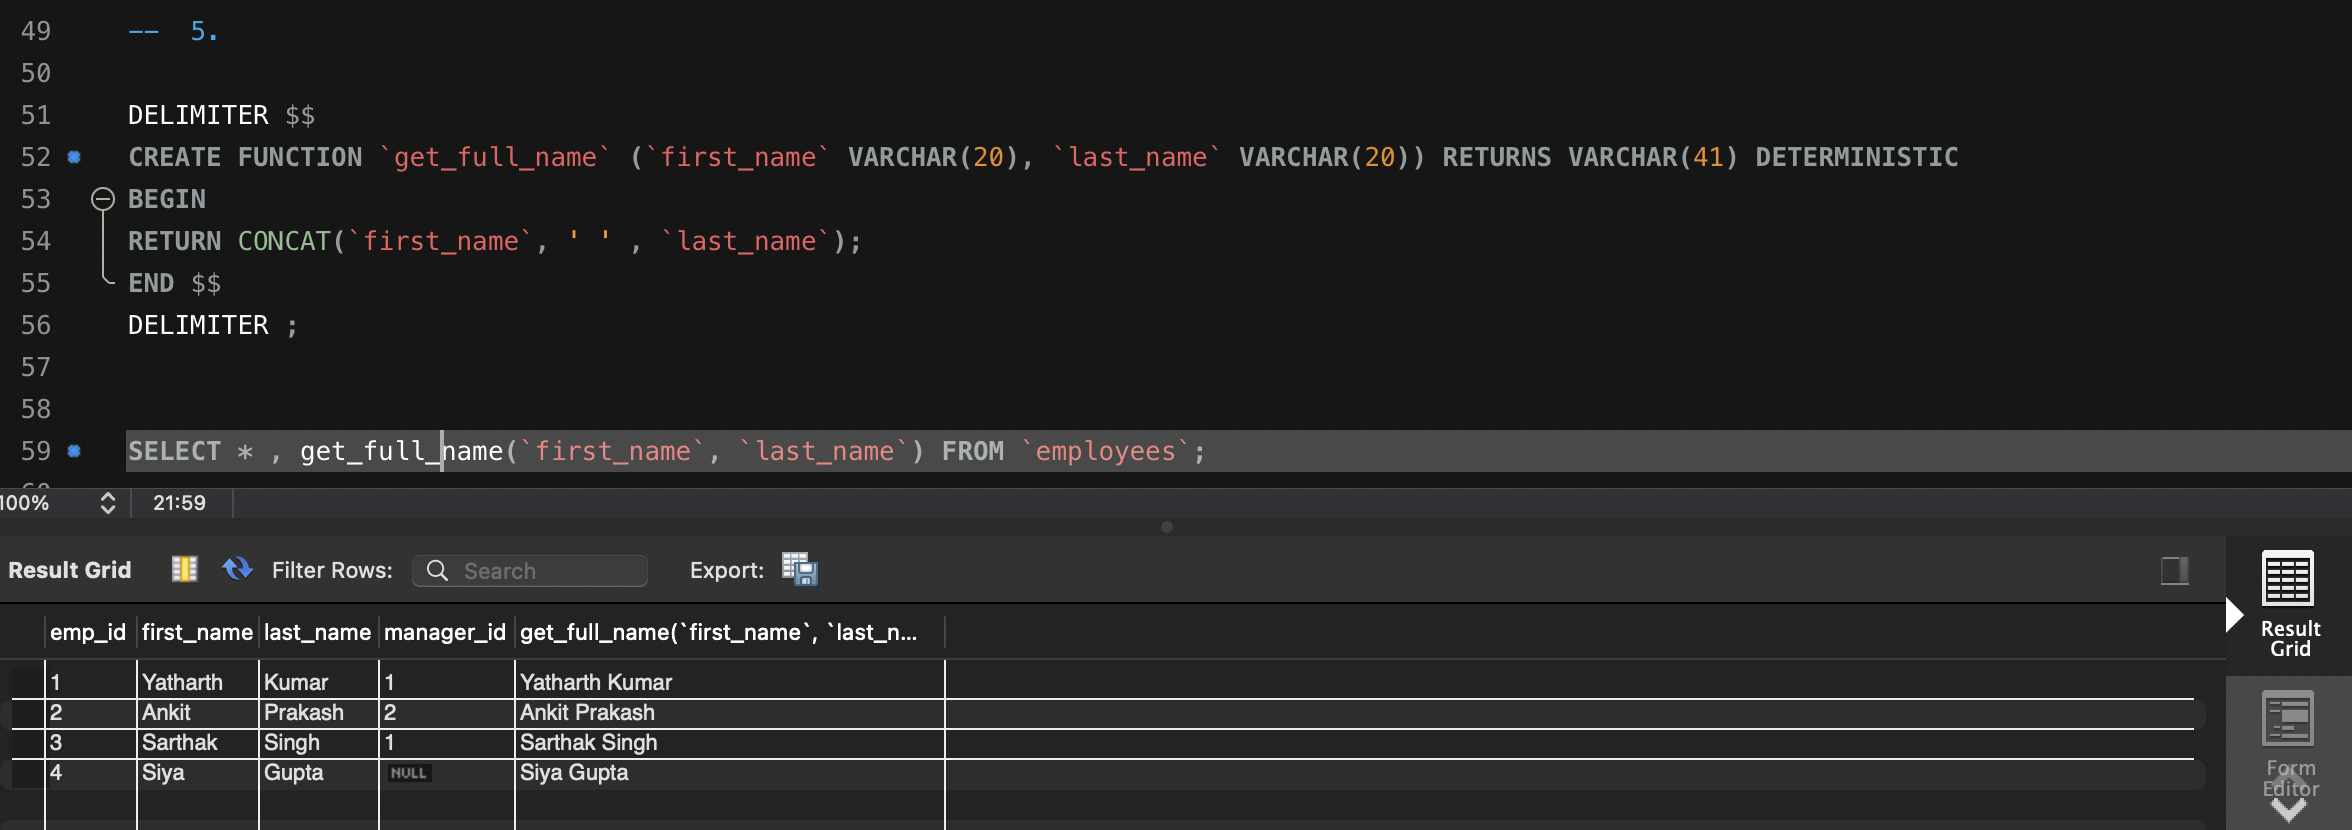 49 -- 5.
50
51 DELIMITER $$
52 CREATE FUNCTION `get_full_name` (`first_name` VARCHAR(20), `last_name` VARCHAR(20)) RETURNS VARCHAR(41) DETERMINISTIC
53 BEGIN
54 RETURN CONCAT(`first_name`, ' ' , `last_name`);
55 END $$
56 DELIMITER ;
57
58
59 SELECT * , get_full_name(`first_name`, `last_name`) FROM `employees`;
100% 21:59
Result Grid Filter Rows: Search Export:
emp_id first_name last_name manager_id get_full_name(`first_name`, `last_n...
1 Yatharth Kumar 1 Yatharth Kumar
2 Ankit Prakash 2 Ankit Prakash
3 Sarthak Singh 1 Sarthak Singh
4 Siya Gupta NULL Siya Gupta
Result
Grid
Form
Editor